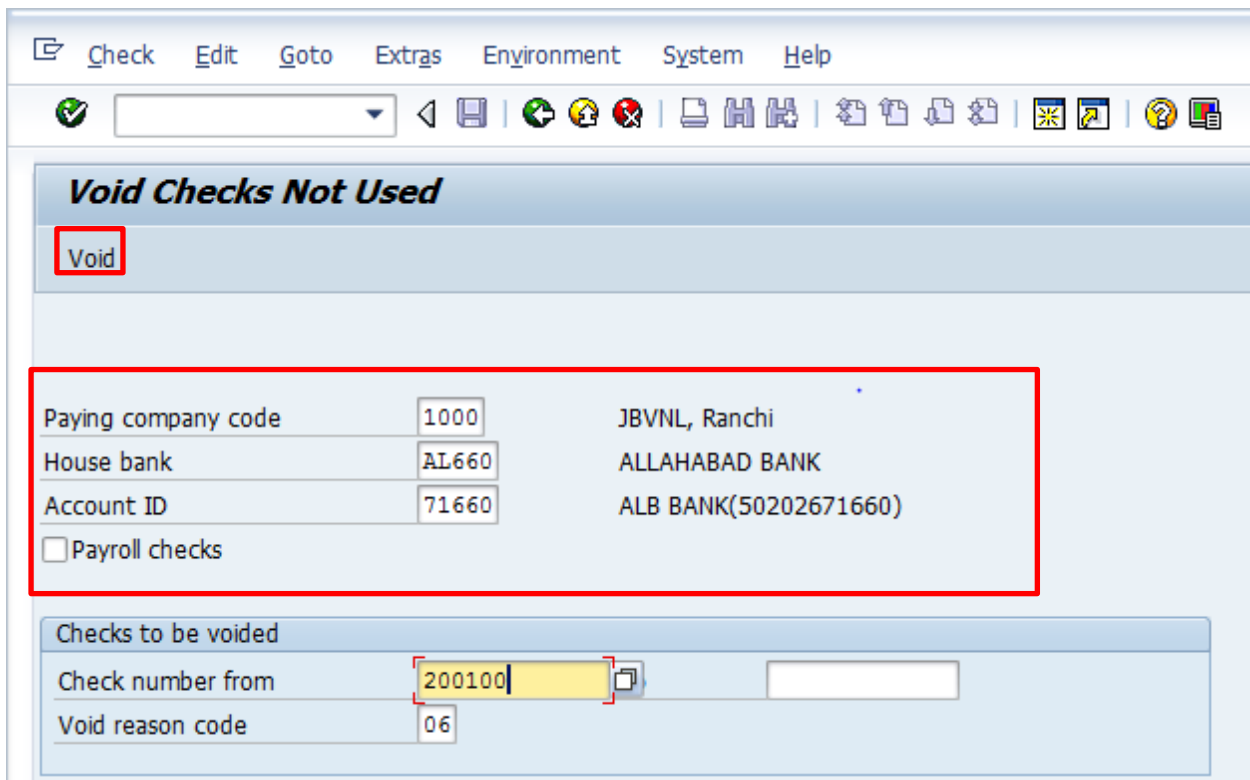 Check Edit Goto Extras Environment System Help
Void Checks Not Used
Void
Paying company code 1000 JBVNL, Ranchi
House bank AL660 ALLAHABAD BANK
Account ID 71660 ALB BANK(50202671660)
Payroll checks
Checks to be voided
Check number from 200100
Void reason code 06